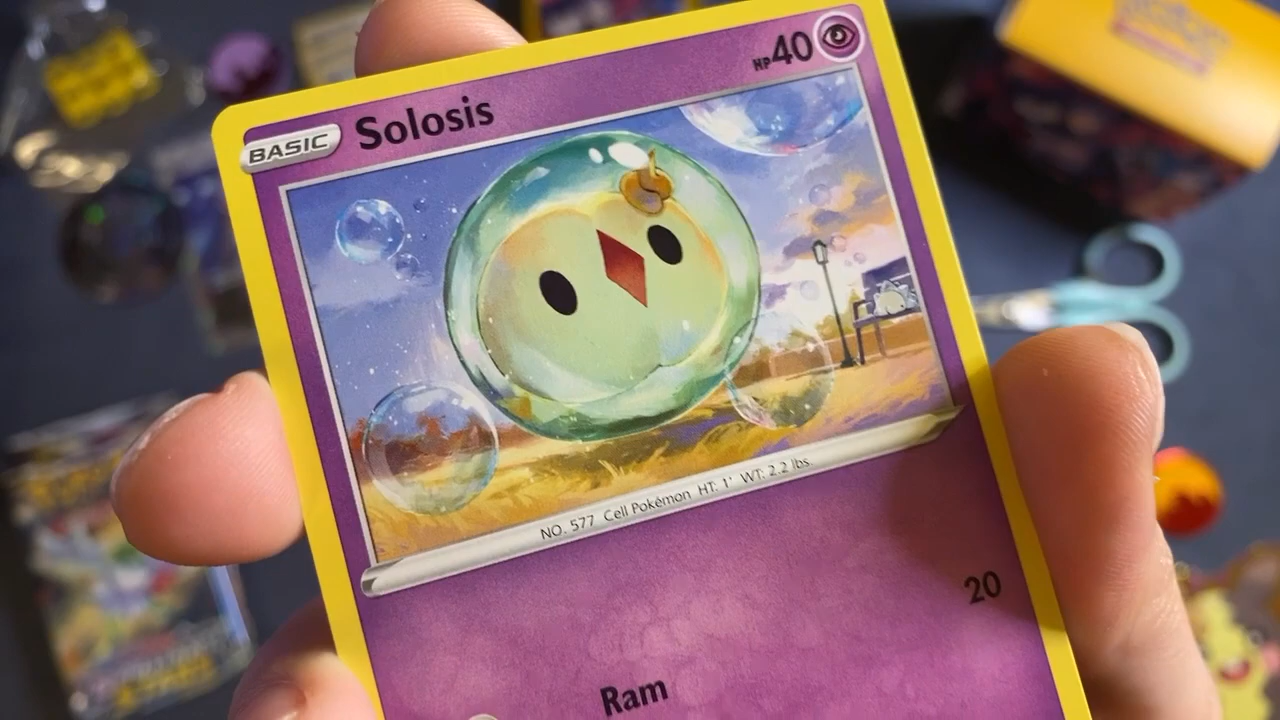 BASIC Solosis HP40
NO. 577 Cell Pokémon HT: 1' WT: 2.2 lbs.
20
Ram